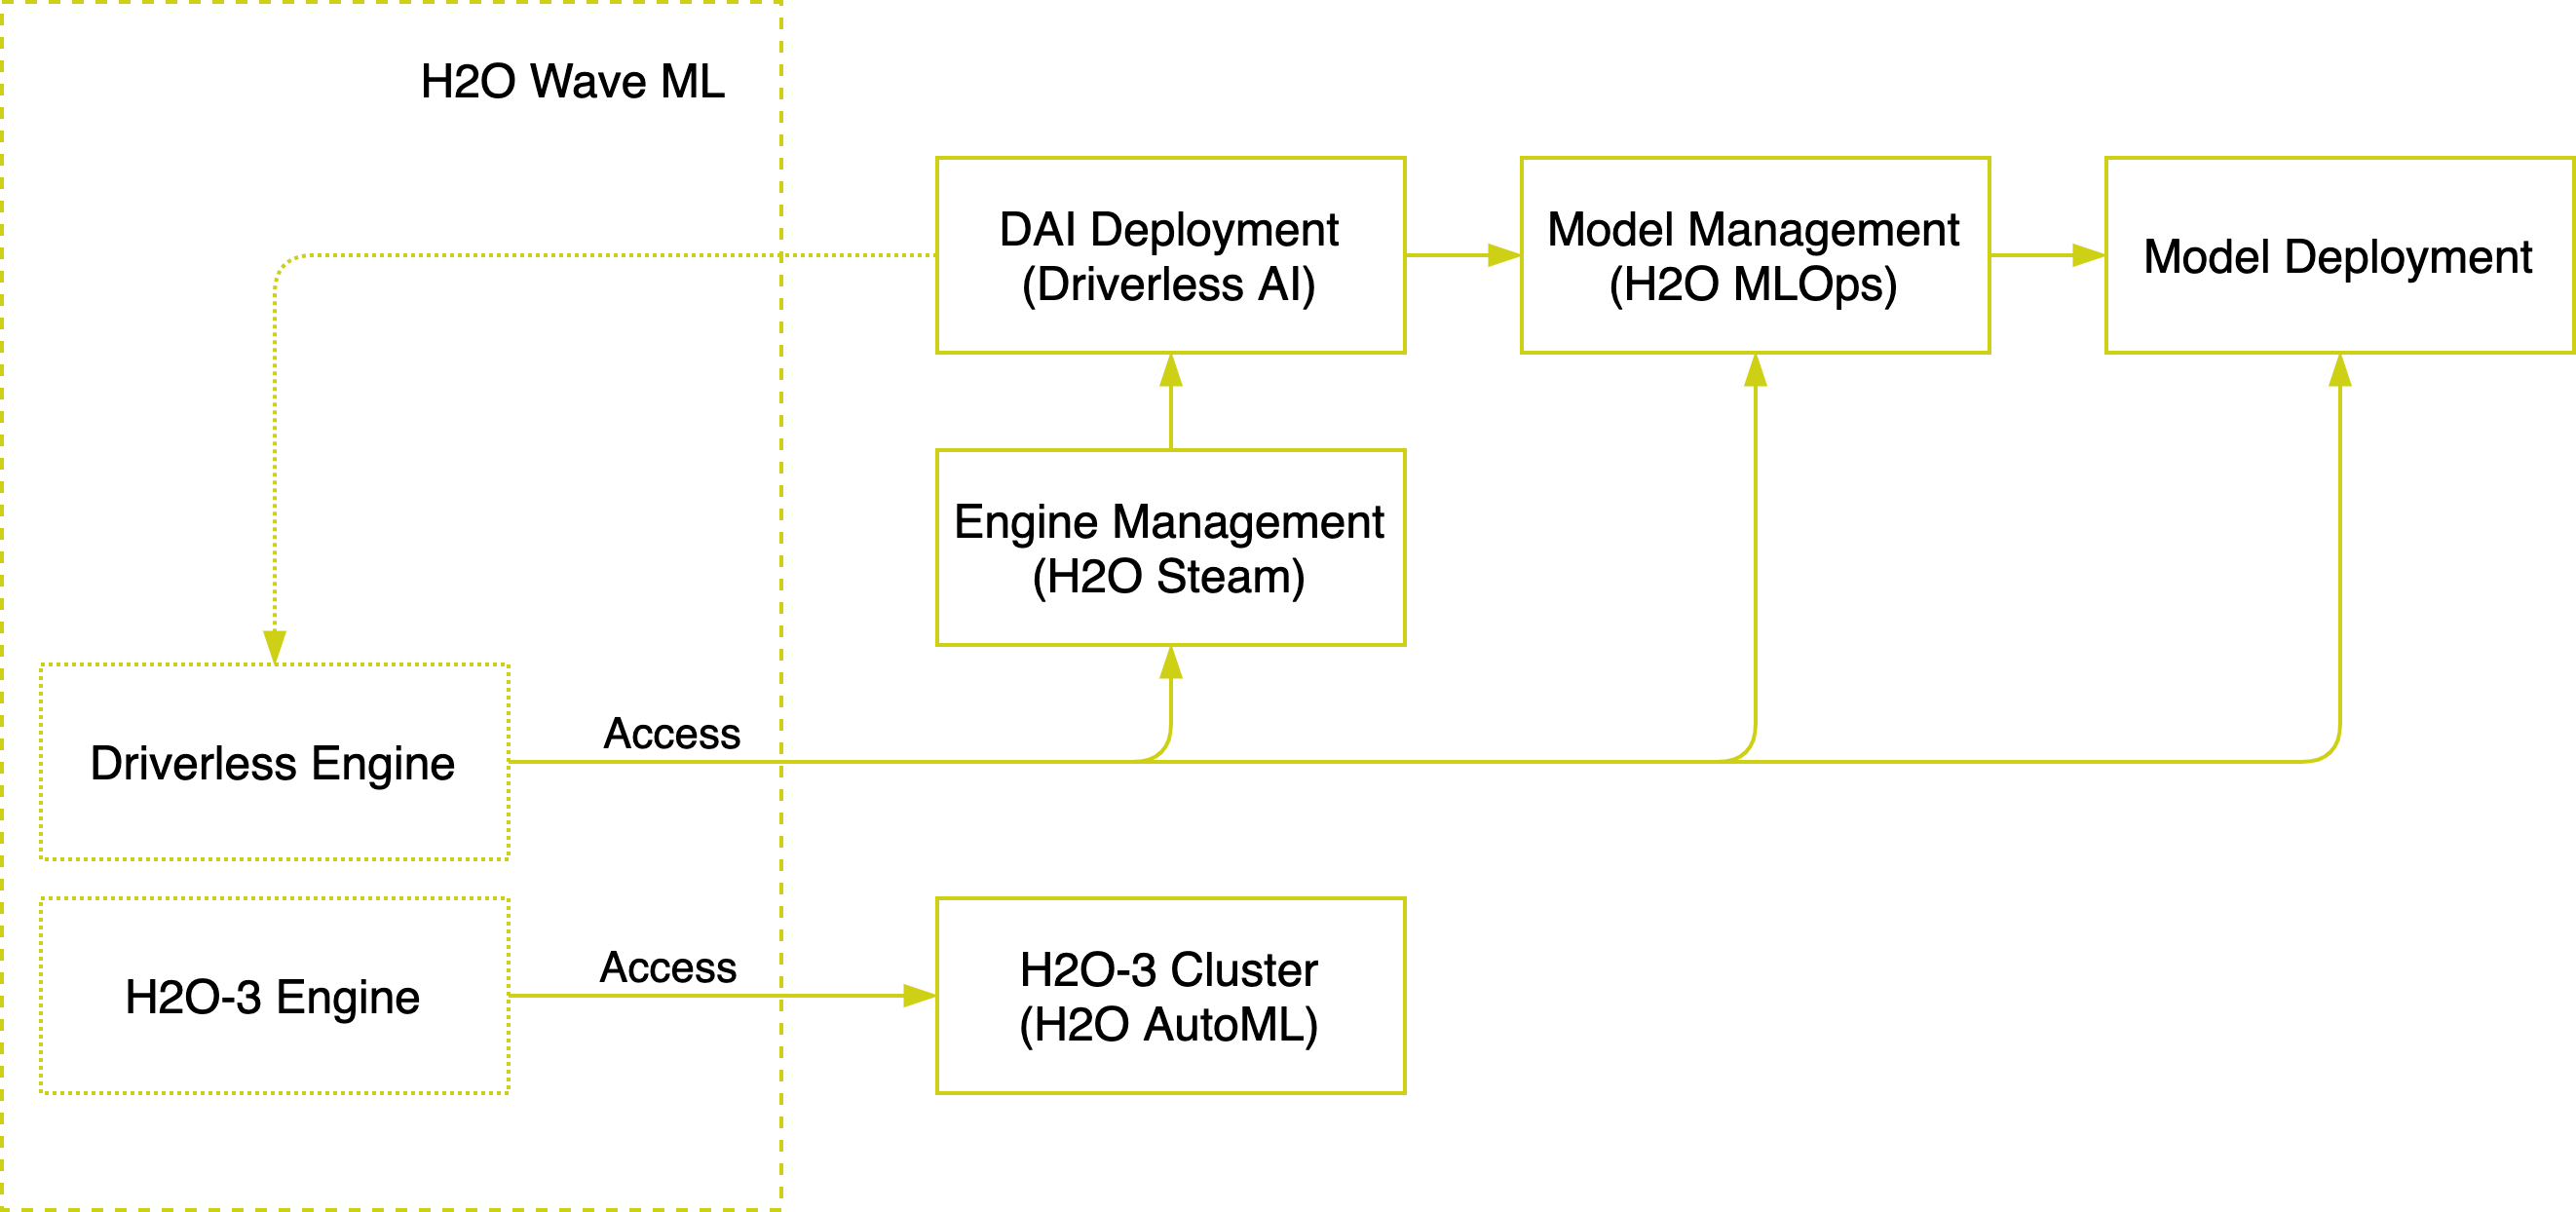 H2O Wave ML
DAI Deployment
(Driverless AI)
Model Management
(H2O MLOps)
Model Deployment
Engine Management
(H2O Steam)
Driverless Engine
Access
H2O-3 Engine
Access
H2O-3 Cluster
(H2O AutoML)